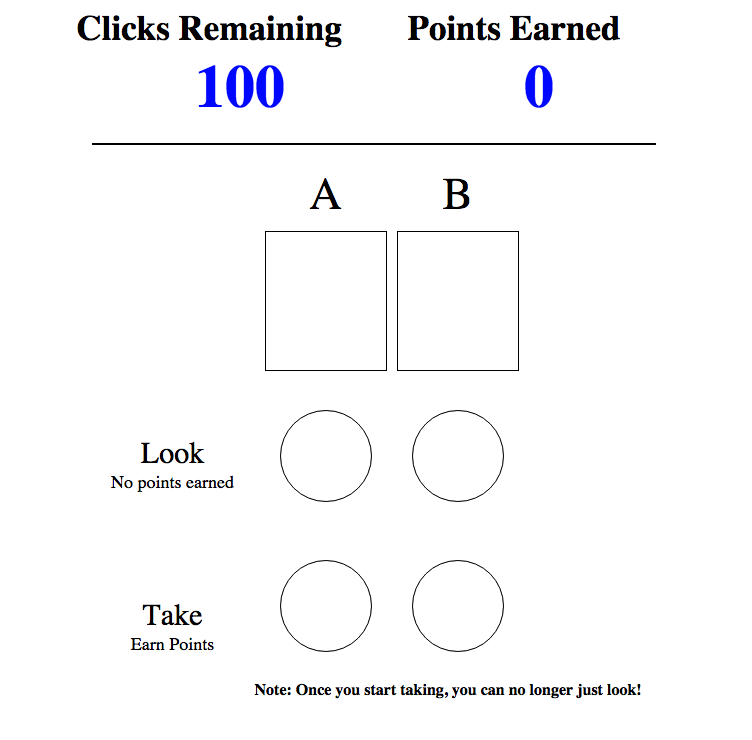 Clicks Remaining Points Earned
100 0
A B
Look
No points earned
Take
Earn Points
Note: Once you start taking, you can no longer just look!